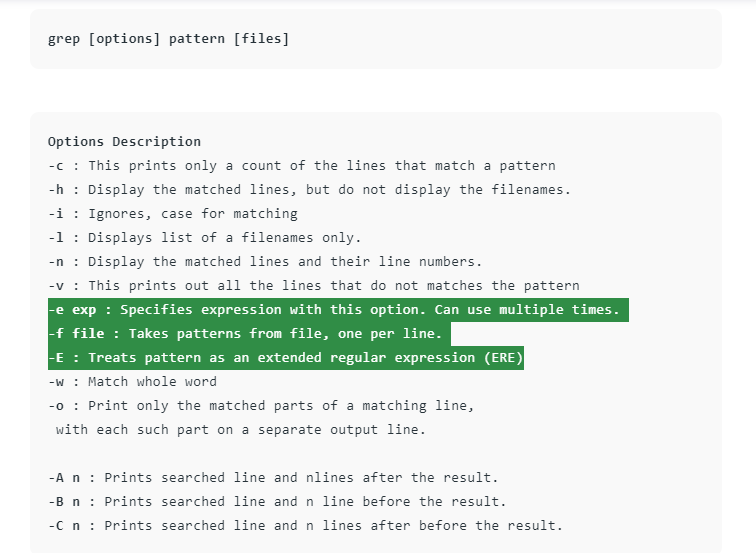 grep [options] pattern [files]
Options Description
-c : This prints only a count of the lines that match a pattern
-h : Display the matched lines, but do not display the filenames.
-i : Ignores, case for matching
-l : Displays list of a filenames only.
-n : Display the matched lines and their line numbers.
-v : This prints out all the lines that do not matches the pattern
-e exp : Specifies expression with this option. Can use multiple times.
-f file : Takes patterns from file, one per line.
-E : Treats pattern as an extended regular expression (ERE)
-w : Match whole word
-o : Print only the matched parts of a matching line,
with each such part on a separate output line.
-A n : Prints searched line and nlines after the result.
-B n : Prints searched line and n line before the result.
-C n : Prints searched line and n lines after before the result.